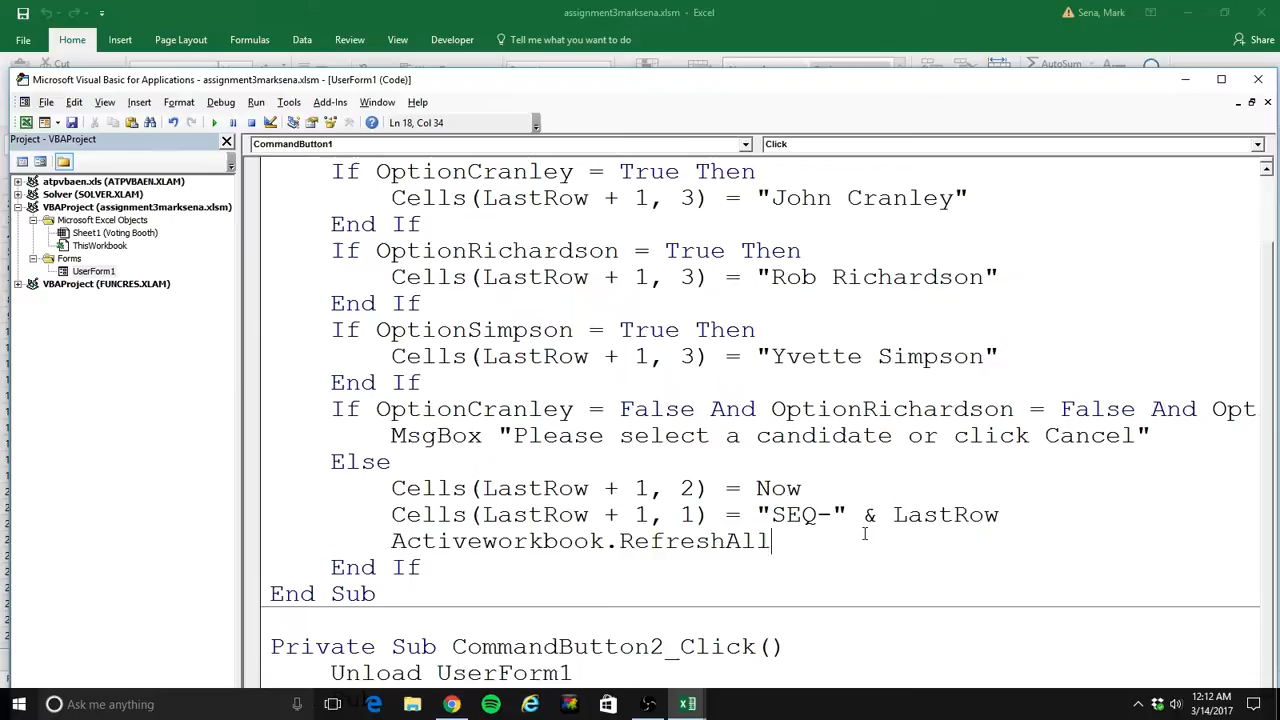 assignment3marksena.xlsm - Excel
Sena, Mark
File Home Insert Page Layout Formulas Data Review View Developer Tell me what you want to do Share
Cut
AutoSum
Microsoft Visual Basic for Applications - assignment3marksena.xlsm - [UserForm1 (Code)]
File Edit View Insert Format Debug Run Tools Add-Ins Window Help
Ln 18, Col 34
Project - VBAProject
CommandButton1 Click
atpvbaen.xls (ATPVBAEN.XLAM)
Solver (SOLVER.XLAM)
VBAProject (assignment3marksena.xlsm)
Microsoft Excel Objects
Sheet1 (Voting Booth)
ThisWorkbook
Forms
UserForm1
VBAProject (FUNCRES.XLAM)
If OptionCranley = True Then
Cells(LastRow + 1, 3) = "John Cranley"
End If
If OptionRichardson = True Then
Cells(LastRow + 1, 3) = "Rob Richardson"
End If
If OptionSimpson = True Then
Cells(LastRow + 1, 3) = "Yvette Simpson"
End If
If OptionCranley = False And OptionRichardson = False And Opt
MsgBox "Please select a candidate or click Cancel"
Else
Cells(LastRow + 1, 2) = Now
Cells(LastRow + 1, 1) = "SEQ-" & LastRow
Activeworkbook.RefreshAll
End If
End Sub
Private Sub CommandButton2_Click()
Unload UserForm1
Ask me anything
12:12 AM
3/14/2017